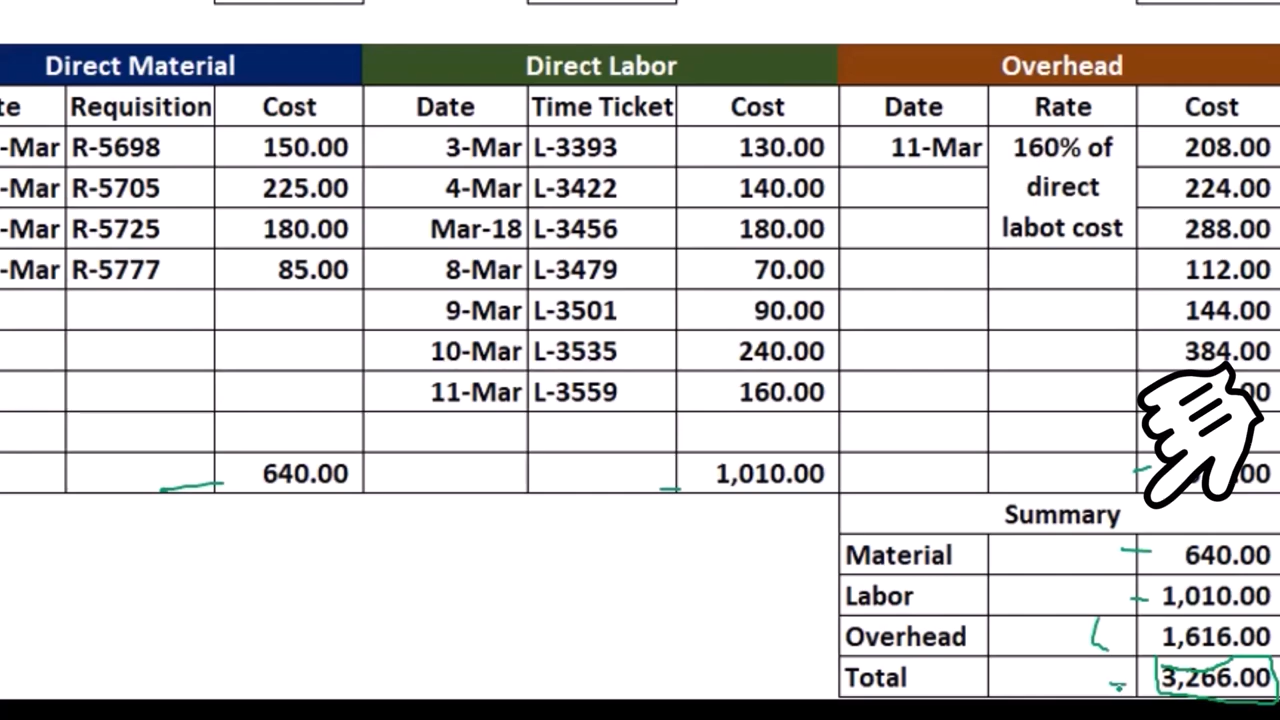 Direct Material Direct Labor Overhead
Requisition Cost Date Time Ticket Cost Date Rate Cost
-Mar R-5698 150.00 3-Mar L-3393 130.00 11-Mar 160% of 208.00
-Mar R-5705 225.00 4-Mar L-3422 140.00 direct 224.00
-Mar R-5725 180.00 Mar-18 L-3456 180.00 labot cost 288.00
-Mar R-5777 85.00 8-Mar L-3479 70.00 112.00
9-Mar L-3501 90.00 144.00
10-Mar L-3535 240.00 384.00
11-Mar L-3559 160.00
640.00 1,010.00
Summary
Material 640.00
Labor 1,010.00
Overhead 1,616.00
Total 3,266.00